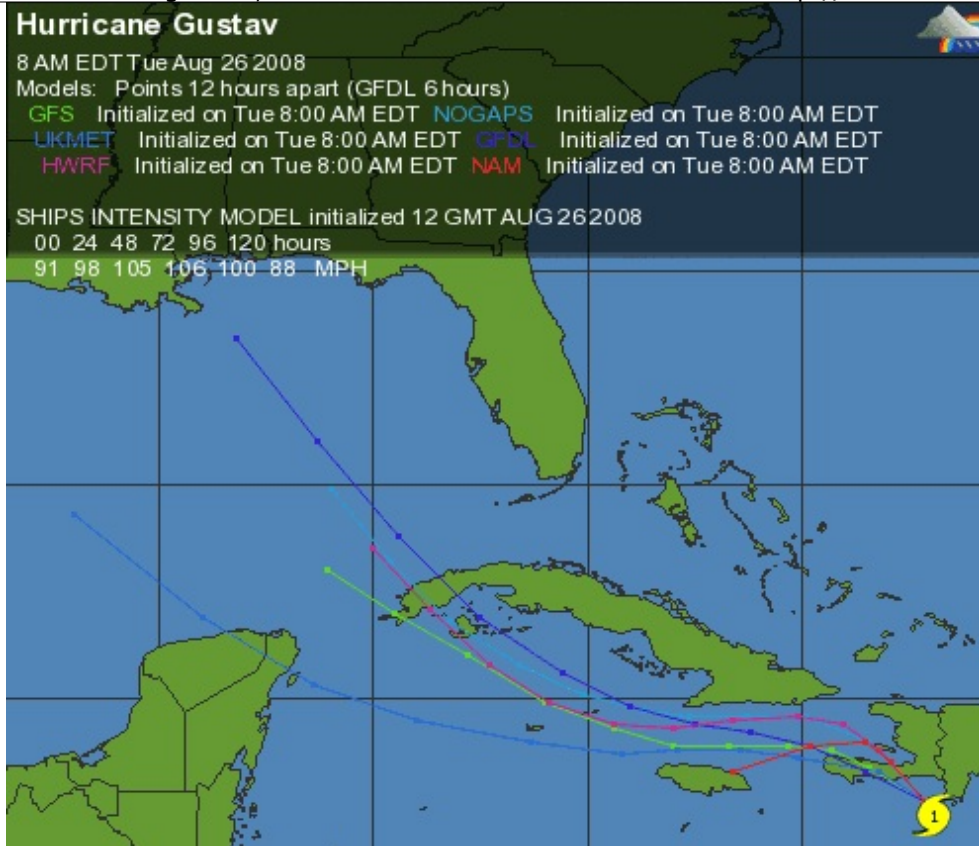 Hurricane Gustav
8 AM EDT Tue Aug 26 2008
Models: Points 12 hours apart (GFDL 6 hours)
GFS Initialized on Tue 8:00 AM EDT NOGAPS Initialized on Tue 8:00 AM EDT
UKMET Initialized on Tue 8:00 AM EDT GFDL Initialized on Tue 8:00 AM EDT
HWRF Initialized on Tue 8:00 AM EDT NAM Initialized on Tue 8:00 AM EDT
SHIPS INTENSITY MODEL initialized 12 GMT AUG 26 2008
00 24 48 72 96 120 hours
91 98 105 106 100 88 MPH
1